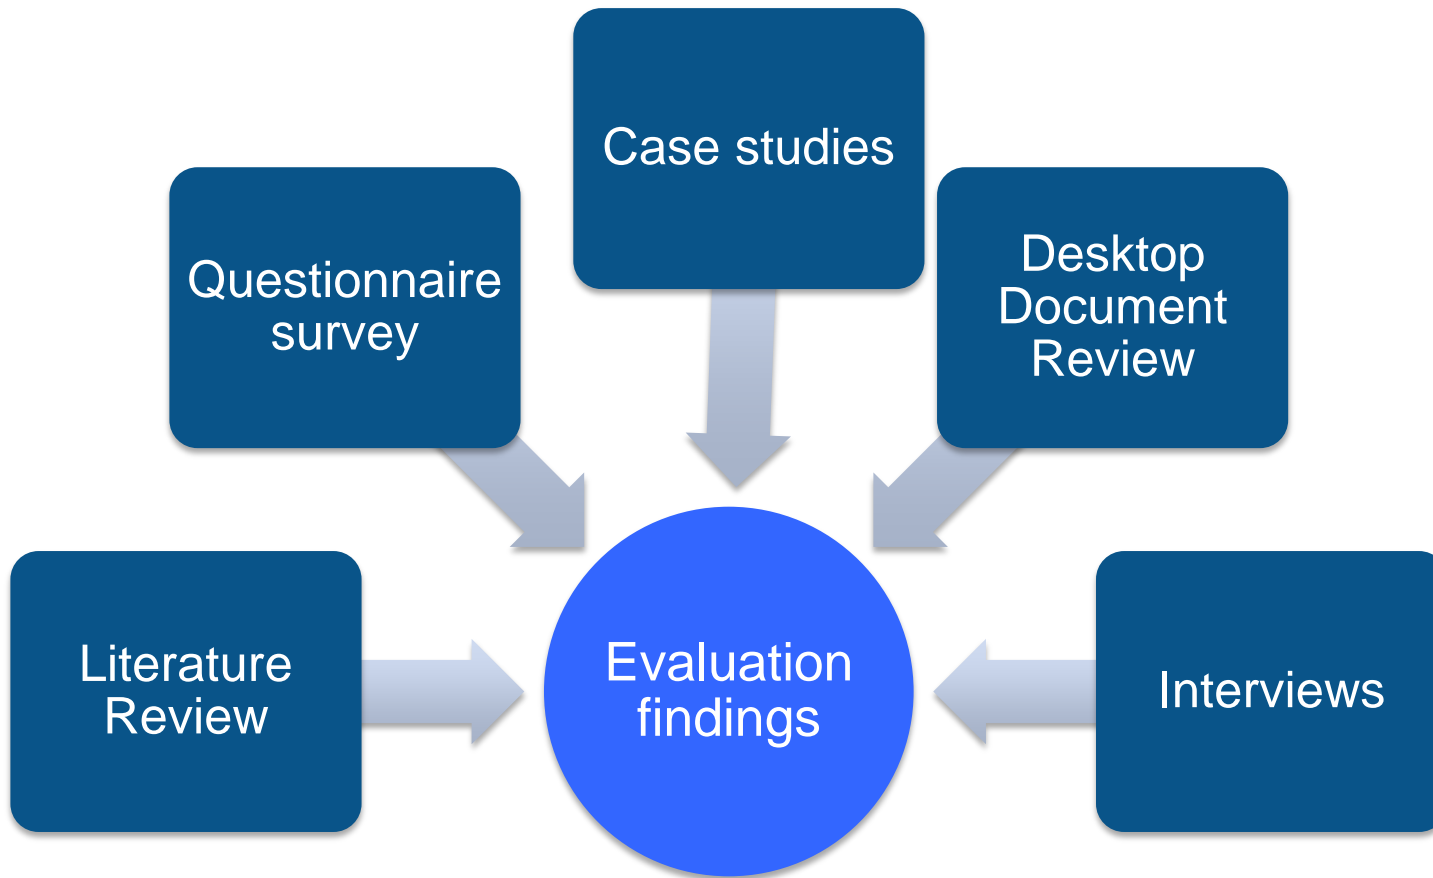 Case studies
Questionnaire
survey
Desktop
Document
Review
Literature
Review
Evaluation
findings
Interviews